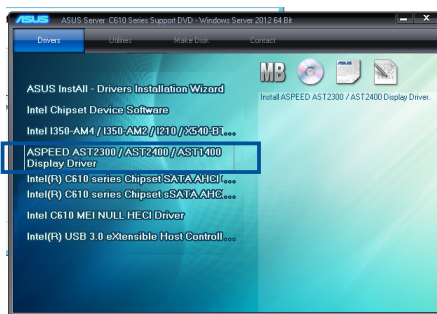 ASUS ASUS Server C610 Series Support DVD - Windows Server 2012 64 Bit
Drivers Utilities Make Disk Contact
MB
Install ASPEED AST2300 / AST2400 Display Driver.
ASUS InstAll - Drivers Installation Wizard
Intel Chipset Device Software
Intel I350-AM4 / I350-AM2 / I210 / X540-BT...
ASPEED AST2300 / AST2400 / AST1400
Display Driver
Intel(R) C610 series Chipset SATA AHCI (...
Intel(R) C610 series Chipset sSATA AHCI...
Intel C610 MEI NULL HECI Driver
Intel(R) USB 3.0 eXtensible Host Controll...